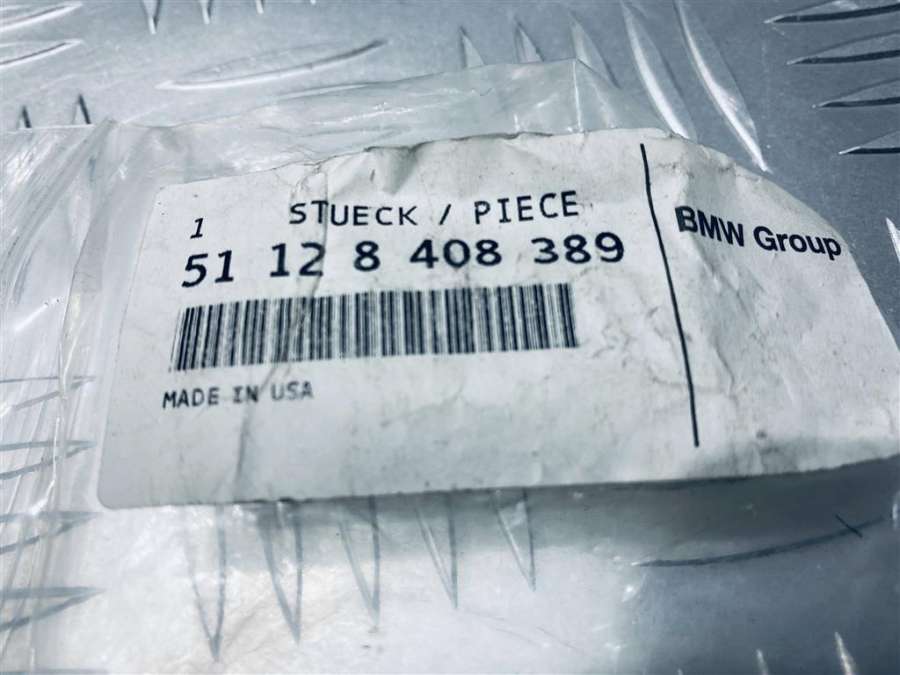 1 STUECK / PIECE
51 12 8 408 389
MADE IN USA
BMW Group